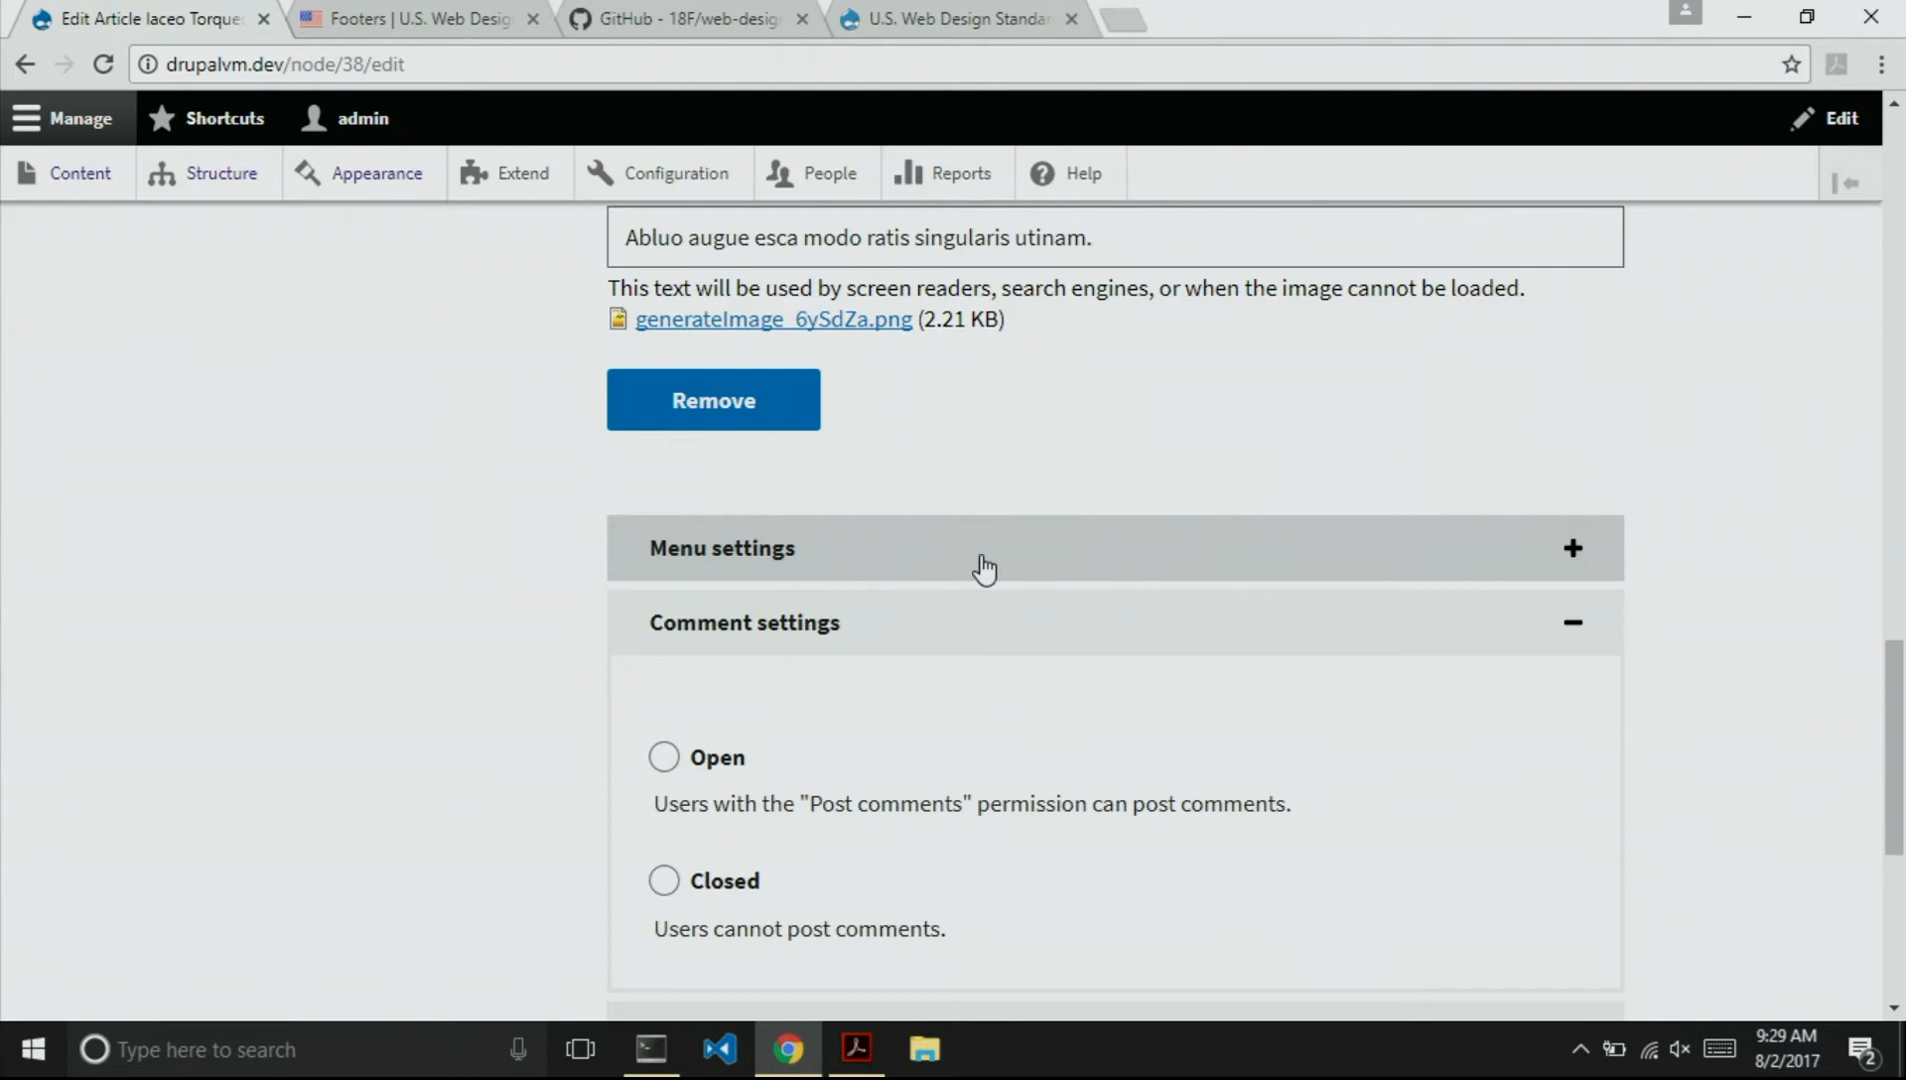 Edit Article Iaceo Torque
Footers | U.S. Web Desig
GitHub - 18F/web-desig
U.S. Web Design Standa
drupalvm.dev/node/38/edit
Manage
Shortcuts
admin
Edit
Content
Structure
Appearance
Extend
Configuration
People
Reports
Help
Abluo augue esca modo ratis singularis utinam.
This text will be used by screen readers, search engines, or when the image cannot be loaded.
generateImage_6ySdZa.png (2.21 KB)
Remove
Menu settings
Comment settings
Open
Users with the "Post comments" permission can post comments.
Closed
Users cannot post comments.
Type here to search
9:29 AM
8/2/2017
2